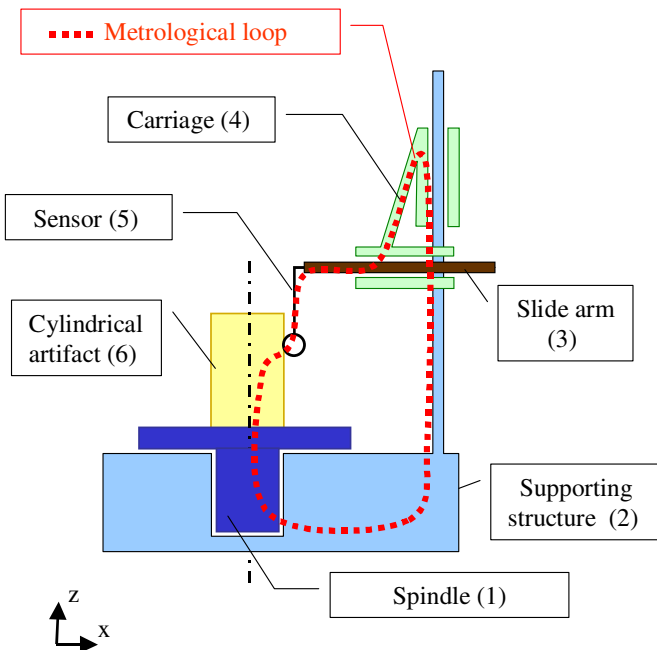 Metrological loop
Carriage (4)
Sensor (5)
Slide arm
(3)
Cylindrical
artifact (6)
Supporting
structure (2)
Spindle (1)
z
x